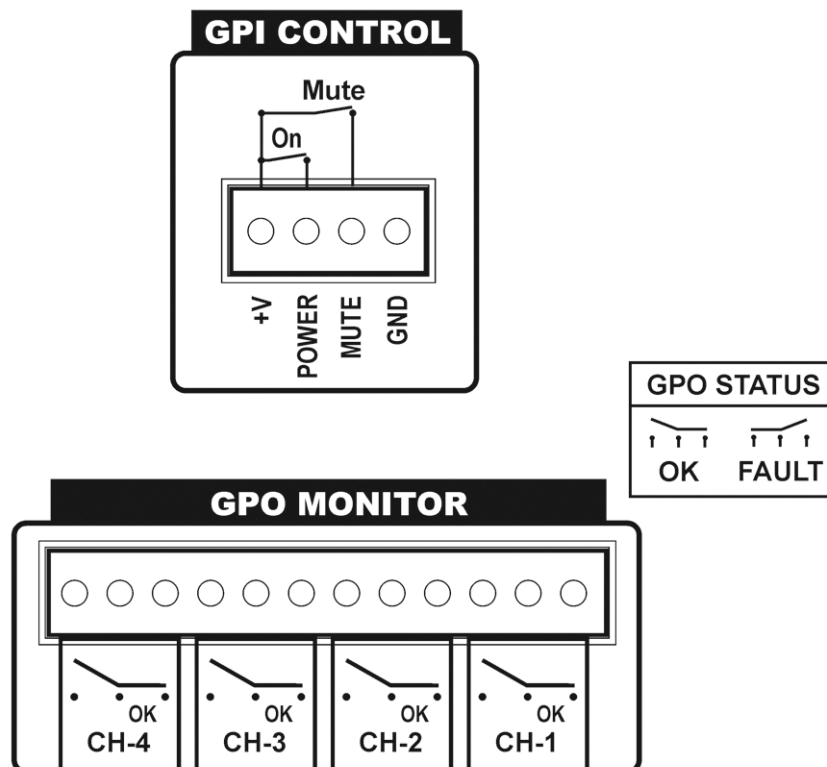 GPI CONTROL
Mute
On
+V
POWER
MUTE
GND
GPO STATUS
OK FAULT
GPO MONITOR
OK OK OK OK
CH-4 CH-3 CH-2 CH-1